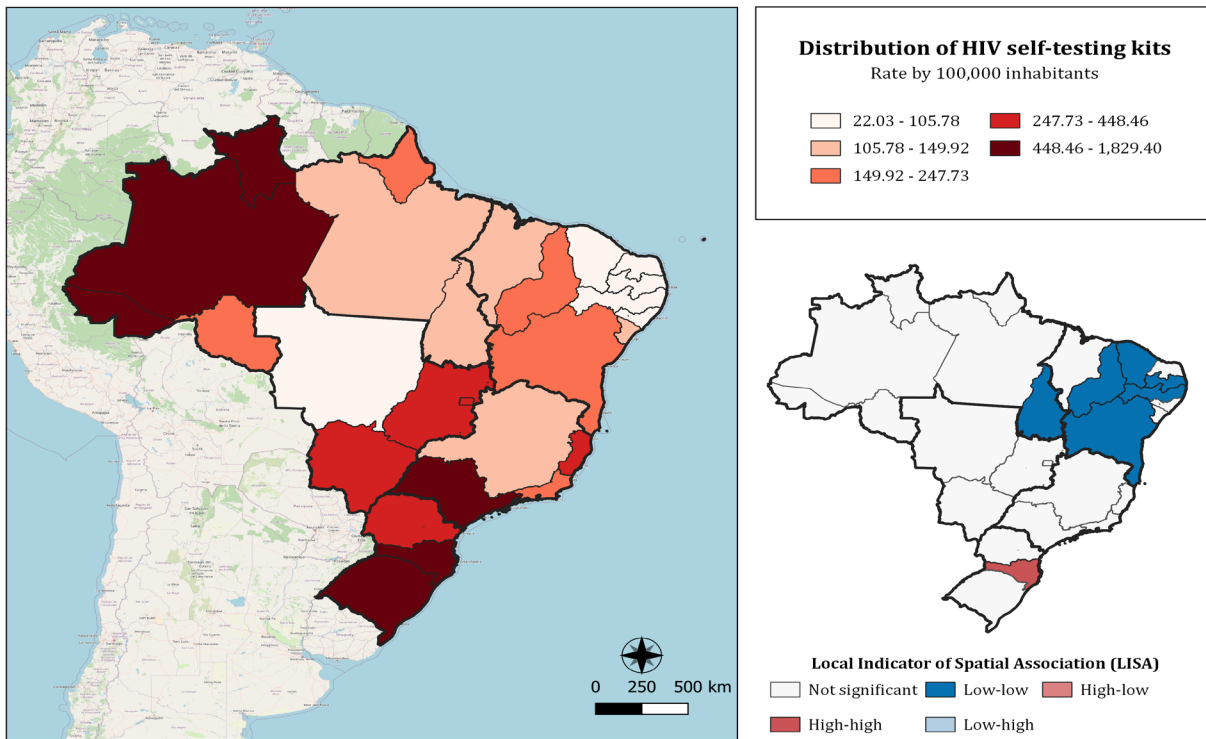 Distribution of HIV self-testing kits
Rate by 100,000 inhabitants
22.03 - 105.78
247.73 - 448.46
105.78 - 149.92
448.46 - 1,829.40
149.92 - 247.73
0 250 500 km
Local Indicator of Spatial Association (LISA)
Not significant
Low-low
High-low
High-high
Low-high